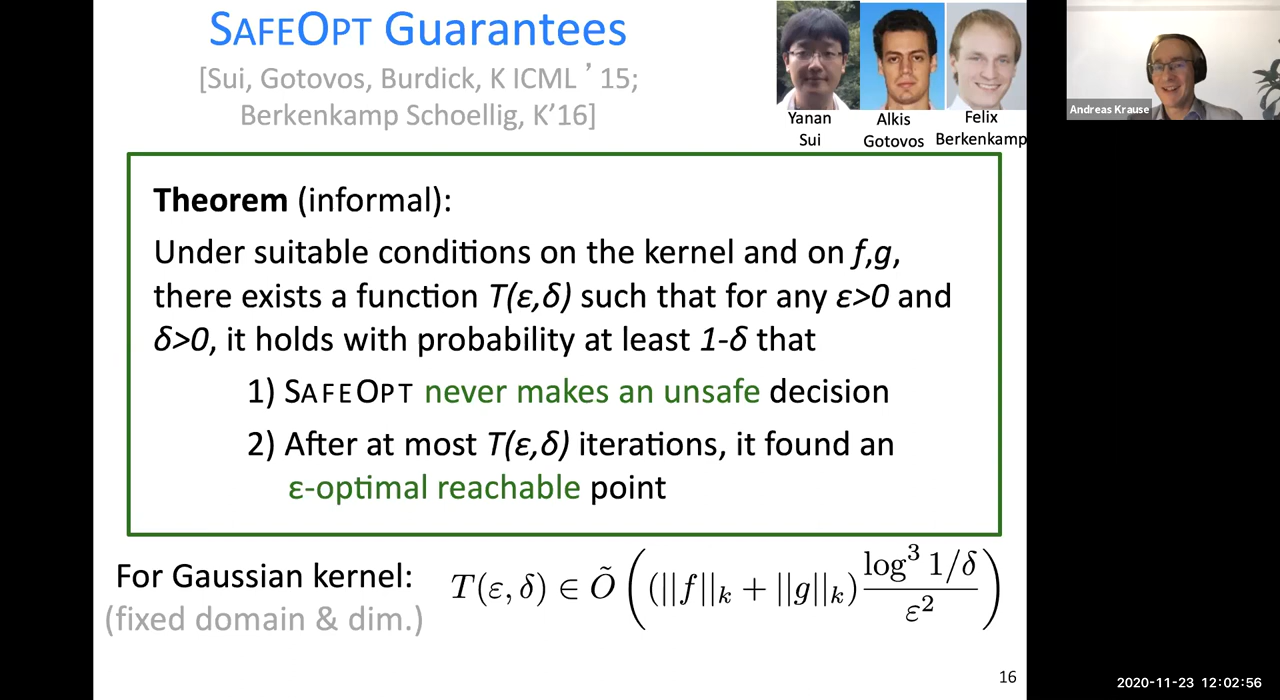 SAFEOPT Guarantees
[Sui, Gotovos, Burdick, K ICML ’15;
Berkenkamp Schoellig, K’16]
Yanan
Sui
Alkis
Gotovos
Felix
Berkenkamp
Andreas Krause
Theorem (informal):
Under suitable conditions on the kernel and on f,g,
there exists a function T(ε,δ) such that for any ε>0 and
δ>0, it holds with probability at least 1-δ that
1) SAFEOPT never makes an unsafe decision
2) After at most T(ε,δ) iterations, it found an
ε-optimal reachable point
For Gaussian kernel:
(fixed domain & dim.)
T(ε, δ) ∈ Õ ( (||f||ₖ + ||g||ₖ) log³ 1/δ / ε² )
16
2020-11-23 12:02:56